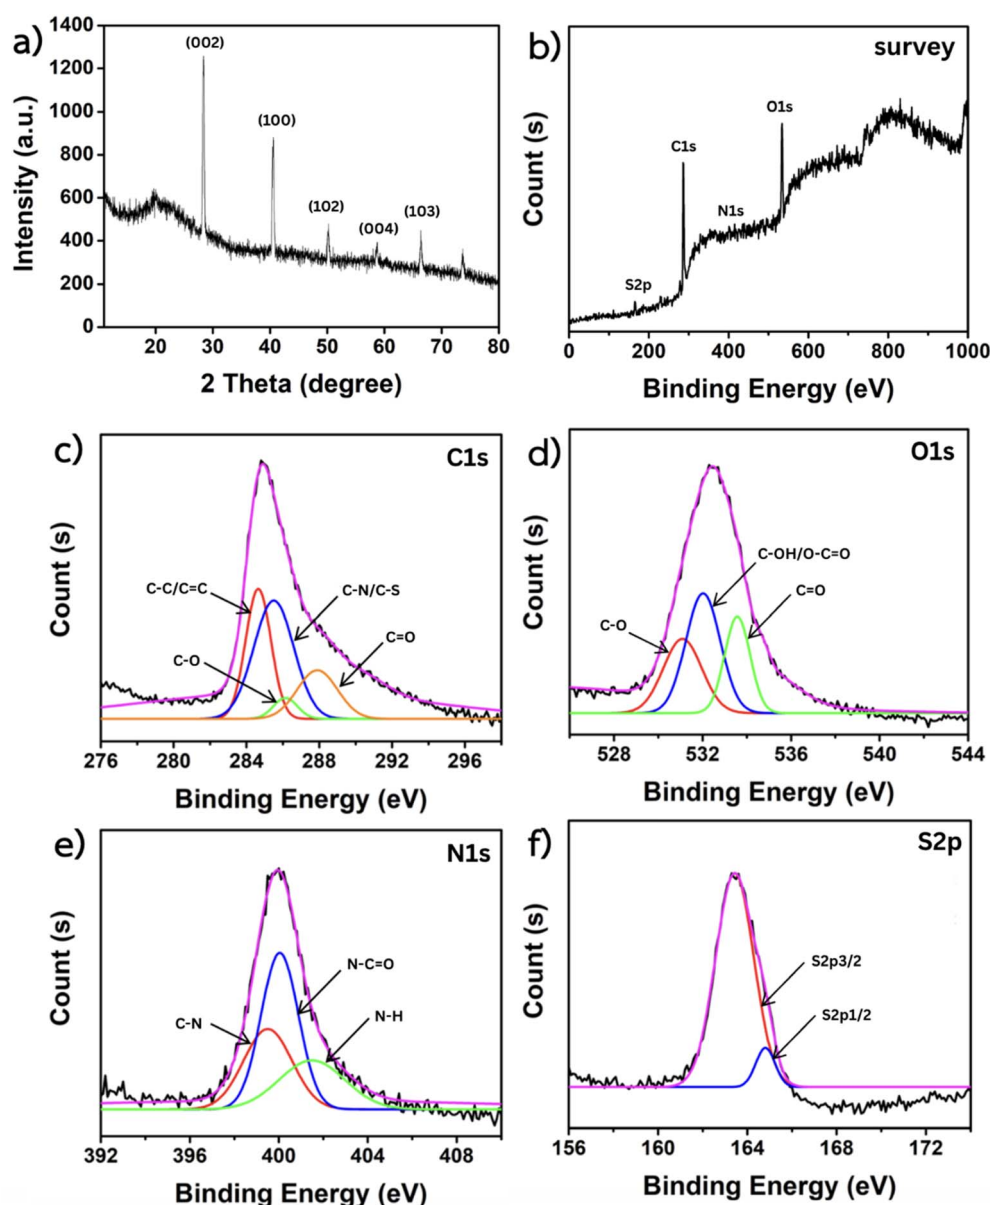 a)
1400
1200
1000
800
600
400
200
0
Intensity (a.u.)
(002)
(100)
(102)
(004)
(103)
20 30 40 50 60 70 80
2 Theta (degree)
b)
survey
Count (s)
S2p
C1s
N1s
O1s
0 200 400 600 800 1000
Binding Energy (eV)
c)
C1s
Count (s)
C-C/C=C
C-N/C-S
C-O
C=O
276 280 284 288 292 296
Binding Energy (eV)
d)
O1s
Count (s)
C-OH/O-C=O
C=O
C-O
528 532 536 540 544
Binding Energy (eV)
e)
N1s
Count (s)
N-C=O
C-N
N-H
392 396 400 404 408
Binding Energy (eV)
f)
S2p
Count (s)
S2p3/2
S2p1/2
156 160 164 168 172
Binding Energy (eV)